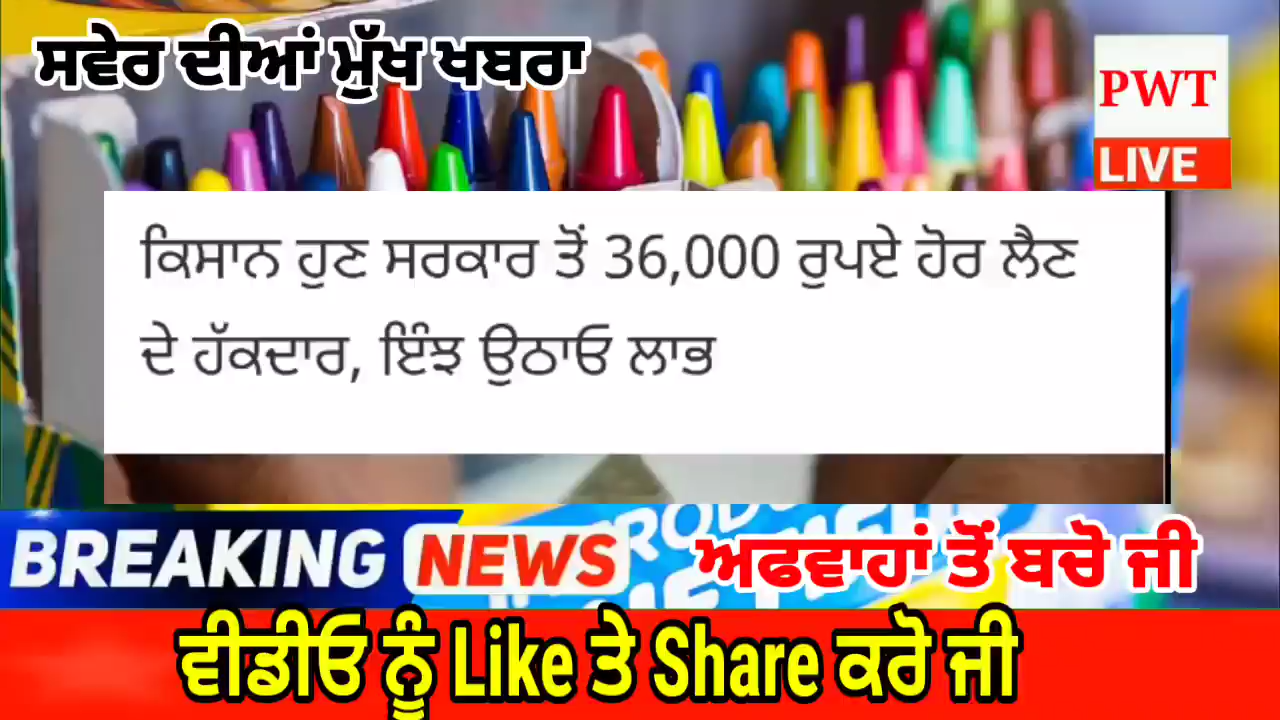 ਸਵੇਰ ਦੀਆਂ ਮੁੱਖ ਖਬਰਾ
PWT
LIVE
ਕਿਸਾਨ ਹੁਣ ਸਰਕਾਰ ਤੋਂ 36,000 ਰੁਪਏ ਹੋਰ ਲੈਣ
ਦੇ ਹੱਕਦਾਰ, ਇੰਝ ਉਠਾਓ ਲਾਭ
BREAKING NEWS
ਅਫਵਾਹਾਂ ਤੋਂ ਬਚੋ ਜੀ
ਵੀਡੀਓ ਨੂੰ Like ਤੇ Share ਕਰੋ ਜੀ